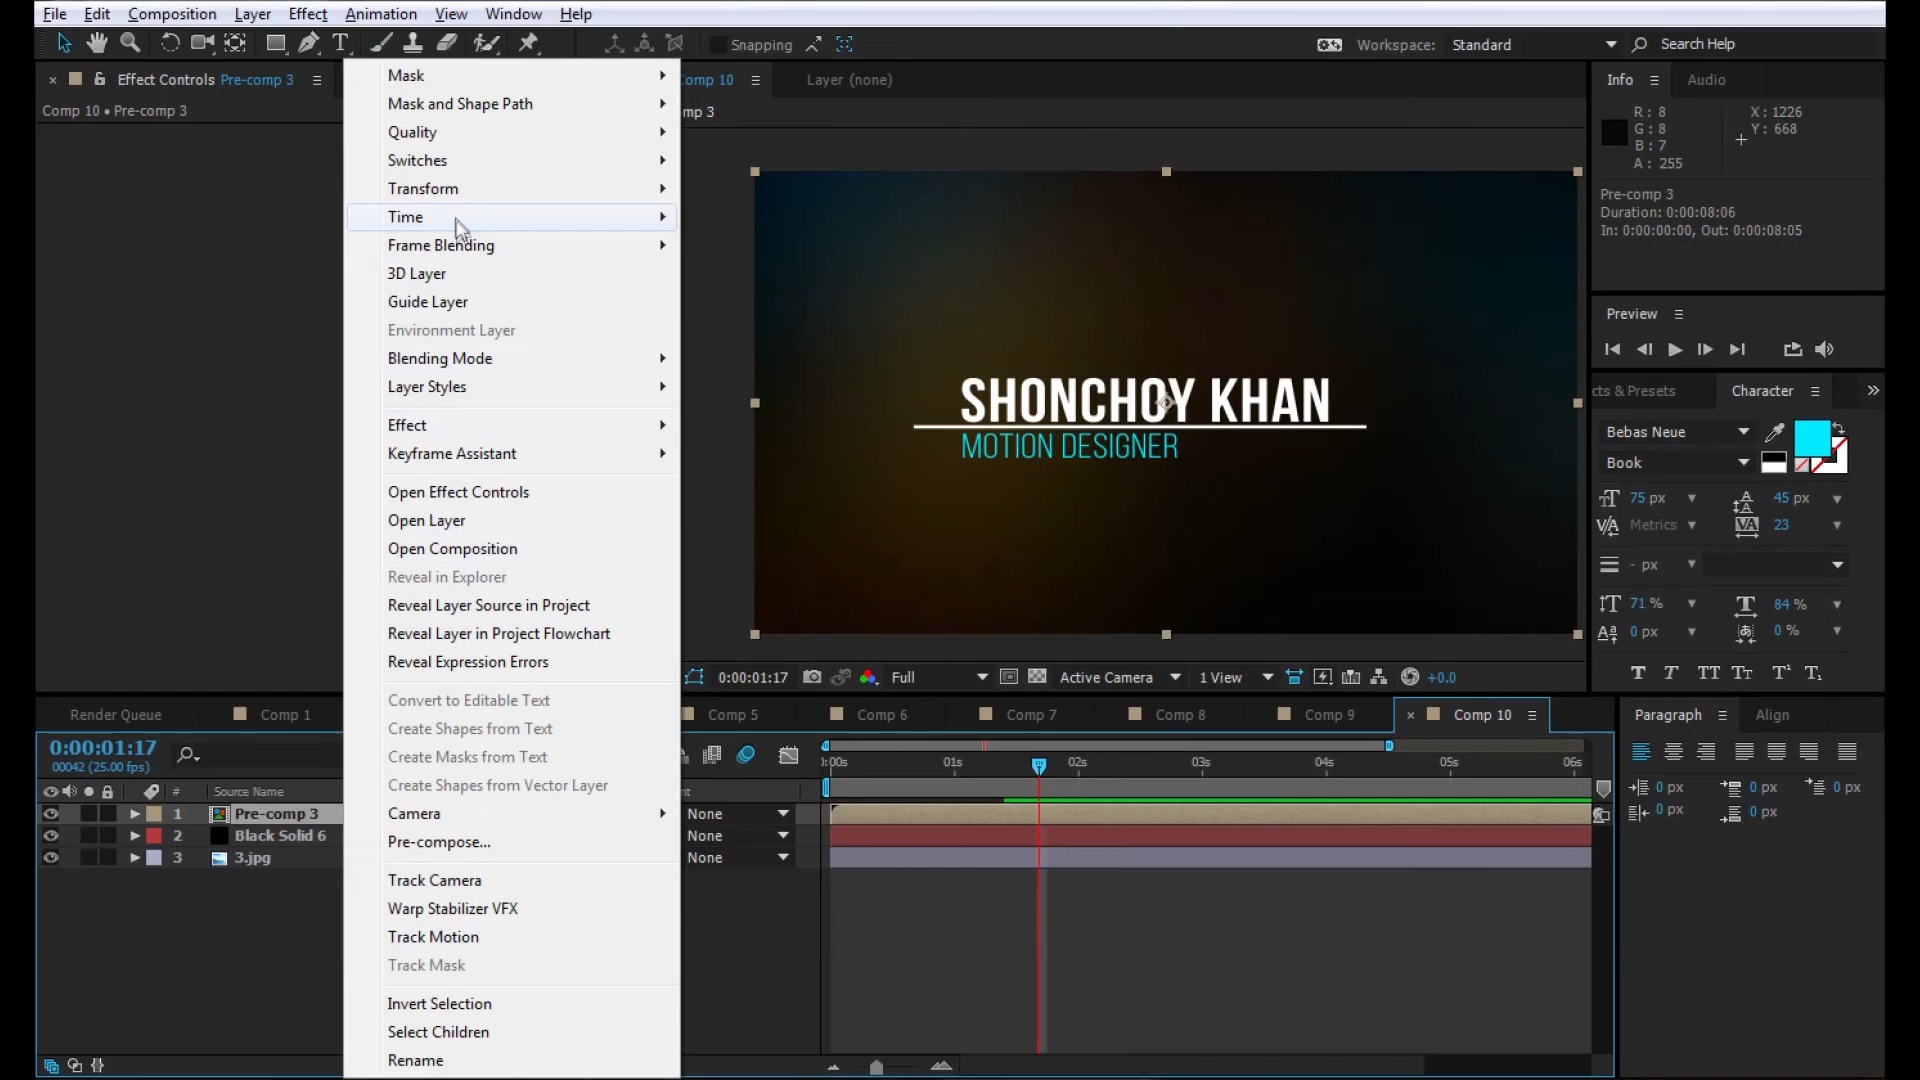 File Edit Composition Layer Effect Animation View Window Help
Snapping
Workspace: Standard
Search Help
Effect Controls Pre-comp 3
Comp 10 • Pre-comp 3
Mask
Mask and Shape Path
Quality
Switches
Transform
Time
Frame Blending
3D Layer
Guide Layer
Environment Layer
Blending Mode
Layer Styles
Effect
Keyframe Assistant
Open Effect Controls
Open Layer
Open Composition
Reveal in Explorer
Reveal Layer Source in Project
Reveal Layer in Project Flowchart
Reveal Expression Errors
Convert to Editable Text
Create Shapes from Text
Create Masks from Text
Create Shapes from Vector Layer
Camera
Pre-compose...
Track Camera
Warp Stabilizer VFX
Track Motion
Track Mask
Invert Selection
Select Children
Rename
Comp 10
Layer (none)
mp 3
SHONCHOY KHAN
MOTION DESIGNER
0:00:01:17 Full Active Camera 1 View +0.0
Info Audio
R: 8 X: 1226
G: 8 Y: 668
B: 7
A: 255
Pre-comp 3
Duration: 0:00:08:06
In: 0:00:00:00, Out: 0:00:08:05
Preview
cts & Presets Character
Bebas Neue
Book
75 px 45 px
Metrics 23
- px
71 % 84 %
0 px 0 %
Render Queue Comp 1 Comp 5 Comp 6 Comp 7 Comp 8 Comp 9 Comp 10
0:00:01:17
00042 (25.00 fps)
# Source Name
1 Pre-comp 3
2 Black Solid 6
3 3.jpg
nt
None
None
None
:00s 01s 02s 03s 04s 05s 06s
Paragraph Align
0 px 0 px 0 px
0 px 0 px